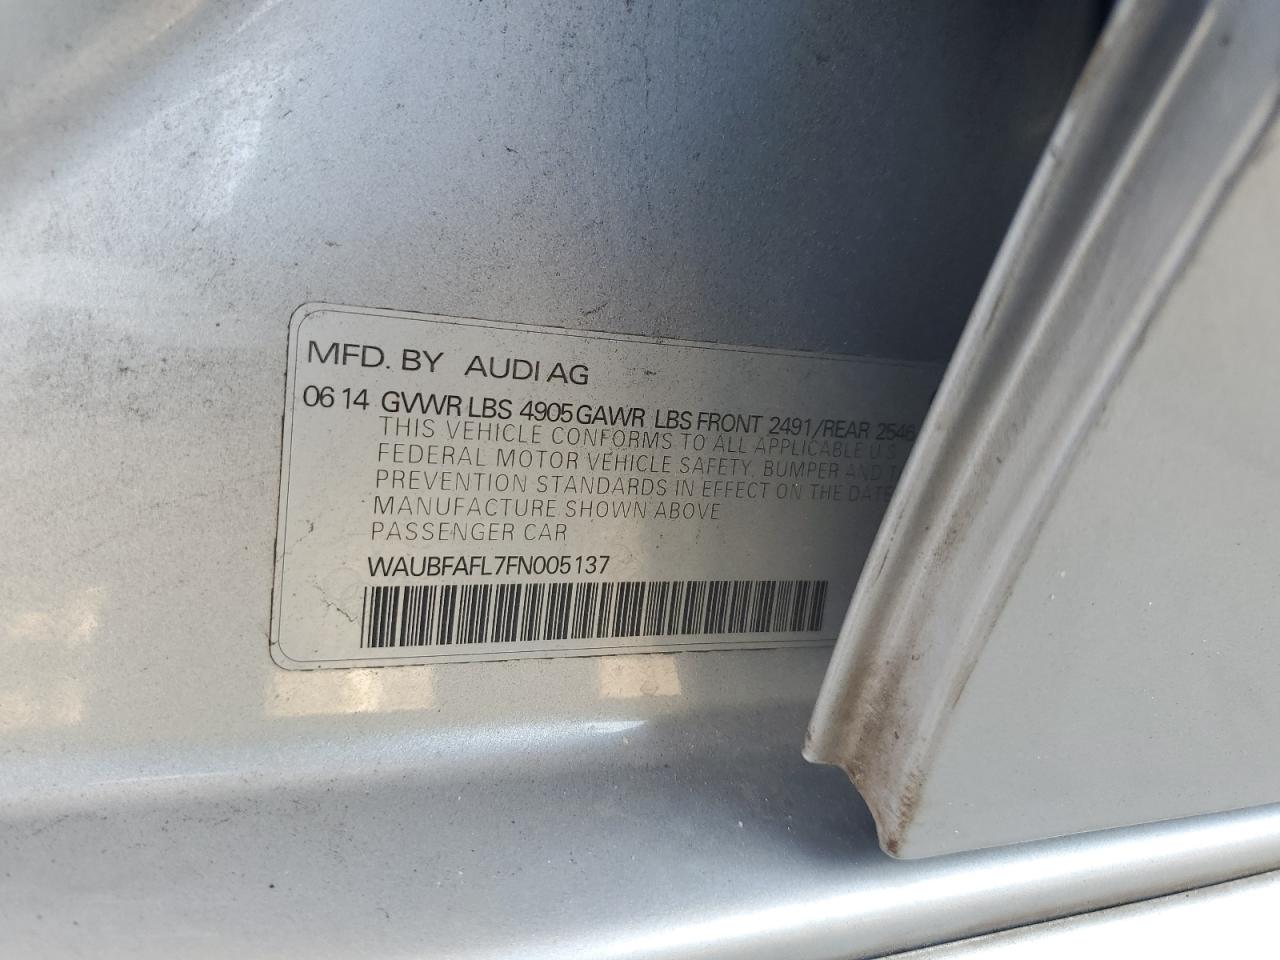 MFD. BY AUDI AG
06 14 GVWR LBS 4905 GAWR LBS FRONT 2491/REAR 2546
THIS VEHICLE CONFORMS TO ALL APPLICABLE U.S.
FEDERAL MOTOR VEHICLE SAFETY, BUMPER AND
PREVENTION STANDARDS IN EFFECT ON THE DATE
MANUFACTURE SHOWN ABOVE
PASSENGER CAR
WAUBFAFL7FN005137